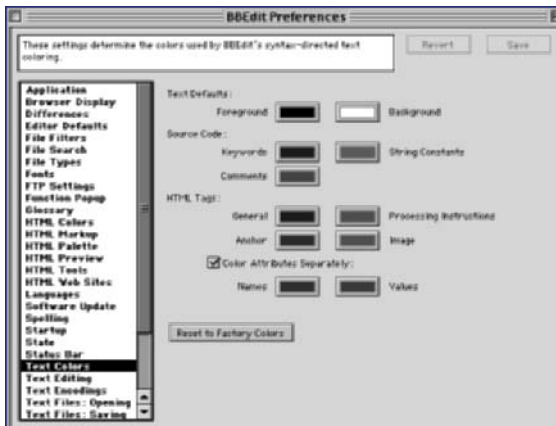 BBEdit Preferences
These settings determine the colors used by BBEdit's syntax-directed text
coloring.
Revert
Save
Application
Browser Display
Differences
Editor Defaults
File Filters
File Search
File Types
Fonts
FTP Settings
Function Popup
Glossary
HTML Colors
HTML Markup
HTML Palette
HTML Preview
HTML Tools
HTML Web Sites
Languages
Software Update
Spelling
Startup
State
Status Bar
Text Colors
Text Editing
Text Encodings
Text Files: Opening
Text Files: Saving
Text Defaults:
Foreground Background
Source Code:
Keywords String Constants
Comments
HTML Tags:
General Processing Instructions
Anchor Image
Color Attributes Separately:
Names Values
Reset to Factory Colors